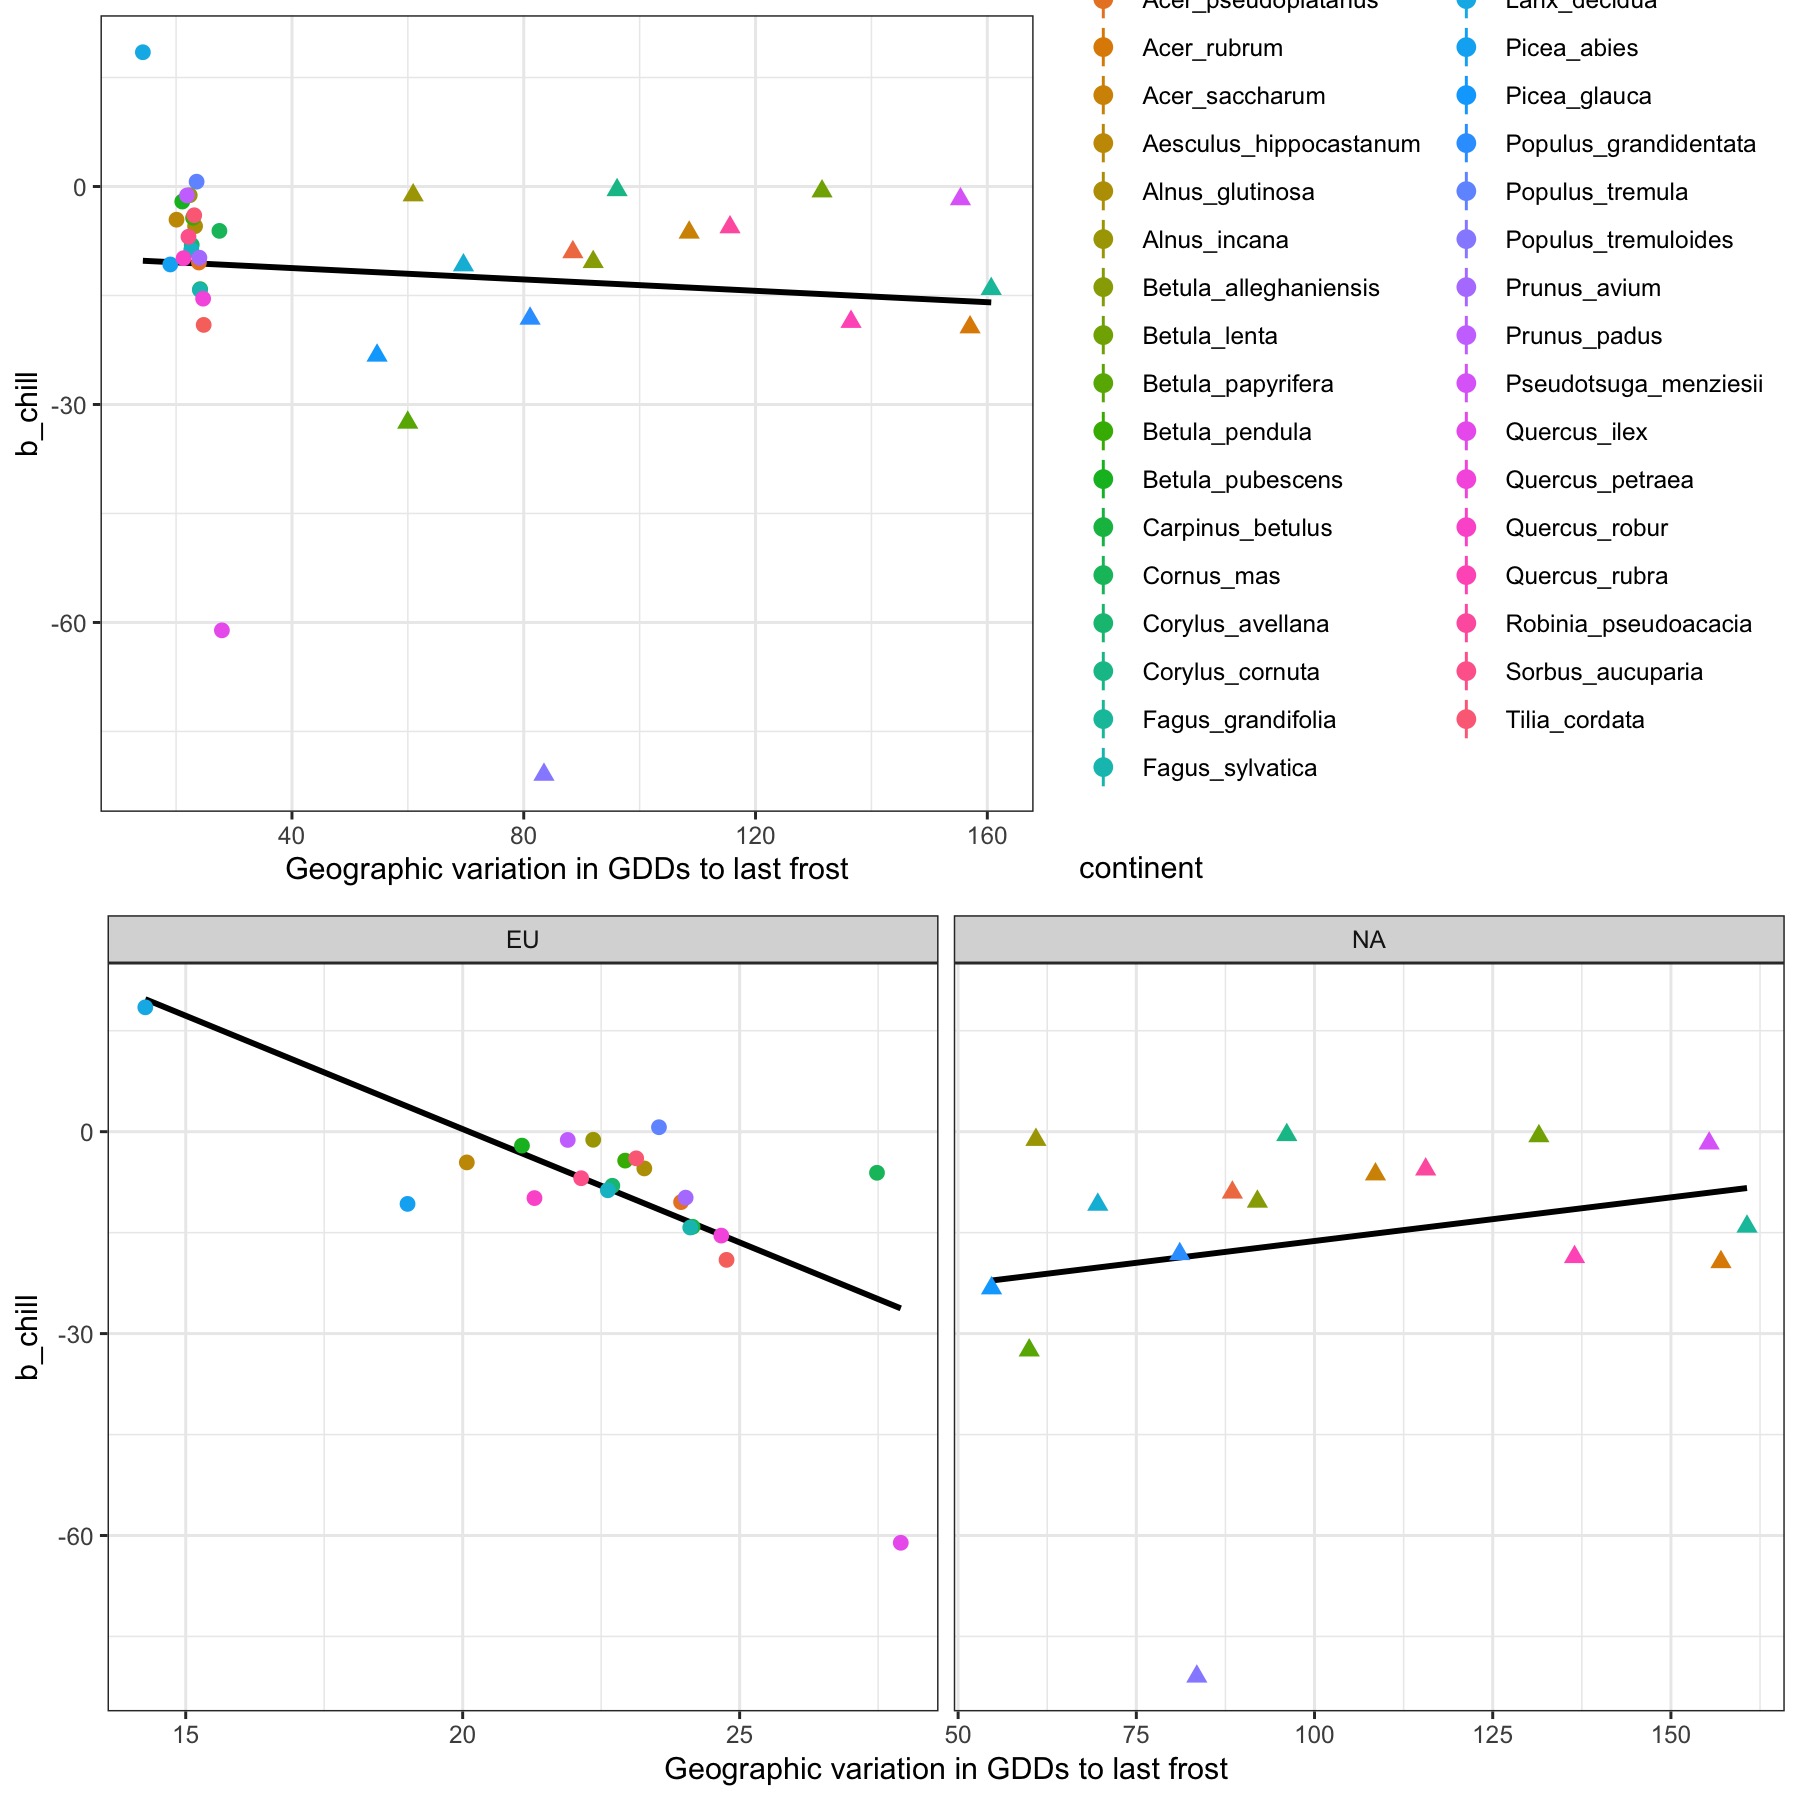 Acer_pseudoplatanus
Larix_decidua
Acer_rubrum
Picea_abies
Acer_saccharum
Picea_glauca
Aesculus_hippocastanum
Populus_grandidentata
Alnus_glutinosa
Populus_tremula
Alnus_incana
Populus_tremuloides
Betula_alleghaniensis
Prunus_avium
Betula_lenta
Prunus_padus
Betula_papyrifera
Pseudotsuga_menziesii
Betula_pendula
Quercus_ilex
Betula_pubescens
Quercus_petraea
Carpinus_betulus
Quercus_robur
Cornus_mas
Quercus_rubra
Corylus_avellana
Robinia_pseudoacacia
Corylus_cornuta
Sorbus_aucuparia
Fagus_grandifolia
Tilia_cordata
Fagus_sylvatica
0
-30
-60
b_chill
40 80 120 160
Geographic variation in GDDs to last frost
continent
EU
NA
0
-30
-60
b_chill
15 20 25
50 75 100 125 150
Geographic variation in GDDs to last frost